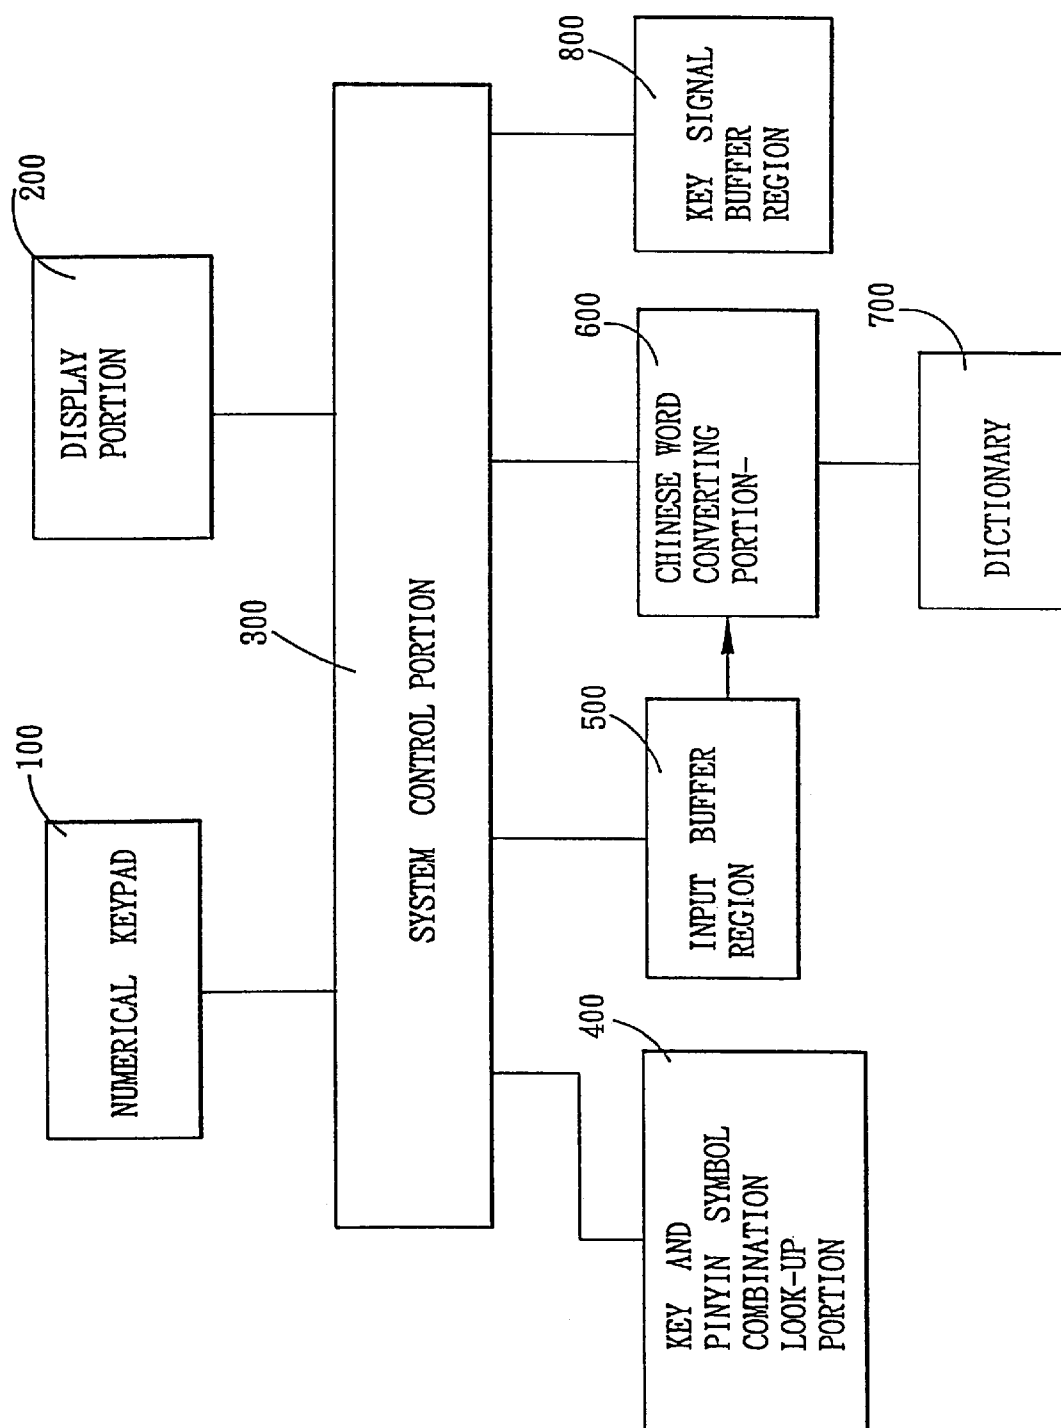 100
NUMERICAL KEYPAD
200
DISPLAY
PORTION
300
SYSTEM CONTROL PORTION
400
KEY AND
PINYIN SYMBOL
COMBINATION
LOOK-UP
PORTION
500
INPUT BUFFER
REGION
600
CHINESE WORD
CONVERTING
PORTION-
800
KEY SIGNAL
BUFFER
REGION
700
DICTIONARY